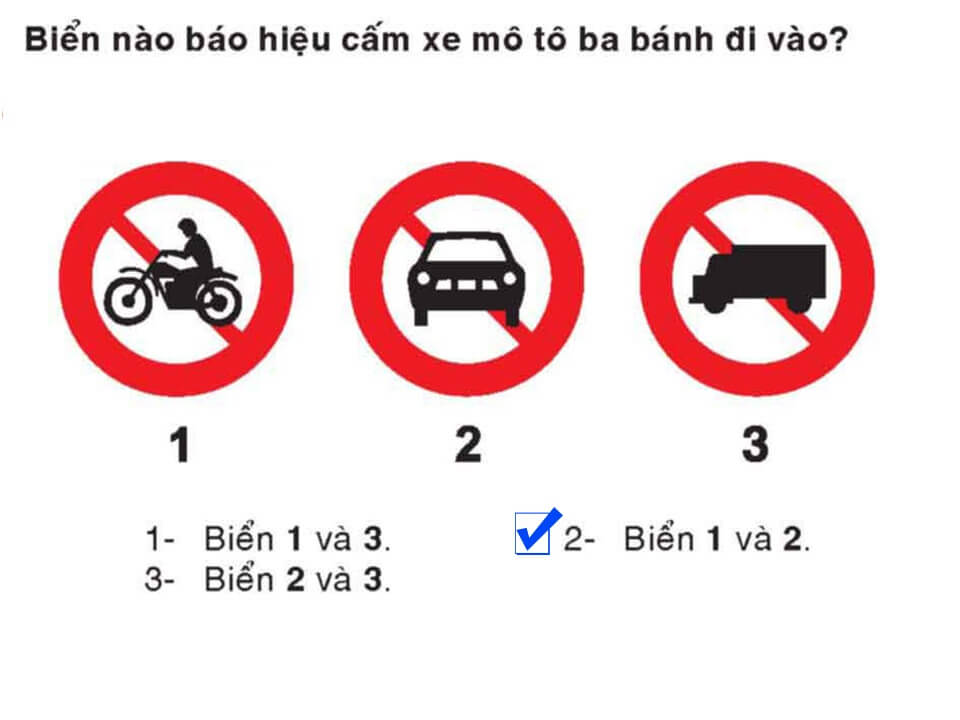 Biển nào báo hiệu cấm xe mô tô ba bánh đi vào?
1 2 3
1- Biển 1 và 3. 2- Biển 1 và 2.
3- Biển 2 và 3.